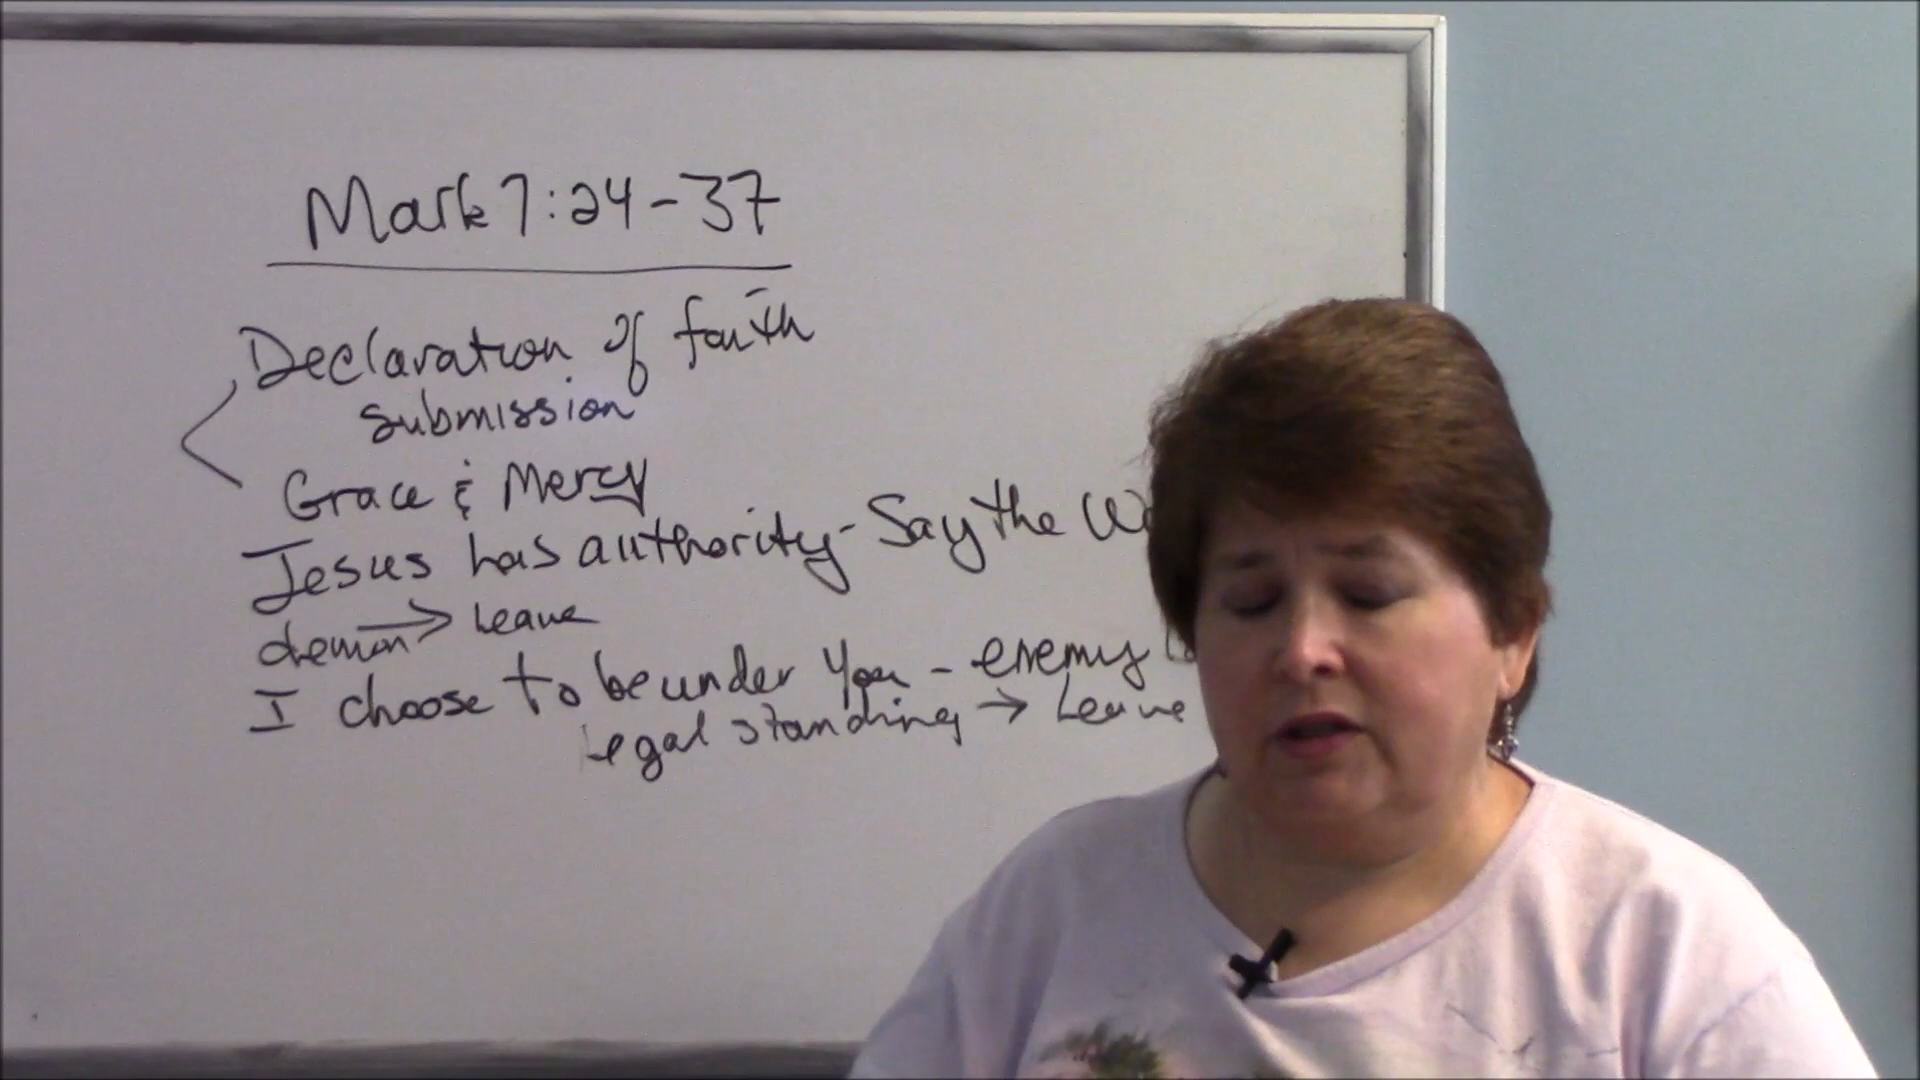 Mark 7:24-37
Declaration of faith
submission
Grace & Mercy
Jesus has authority - Say the
demon → Leave
I choose to be under you - enemy
Legal standing → Leave